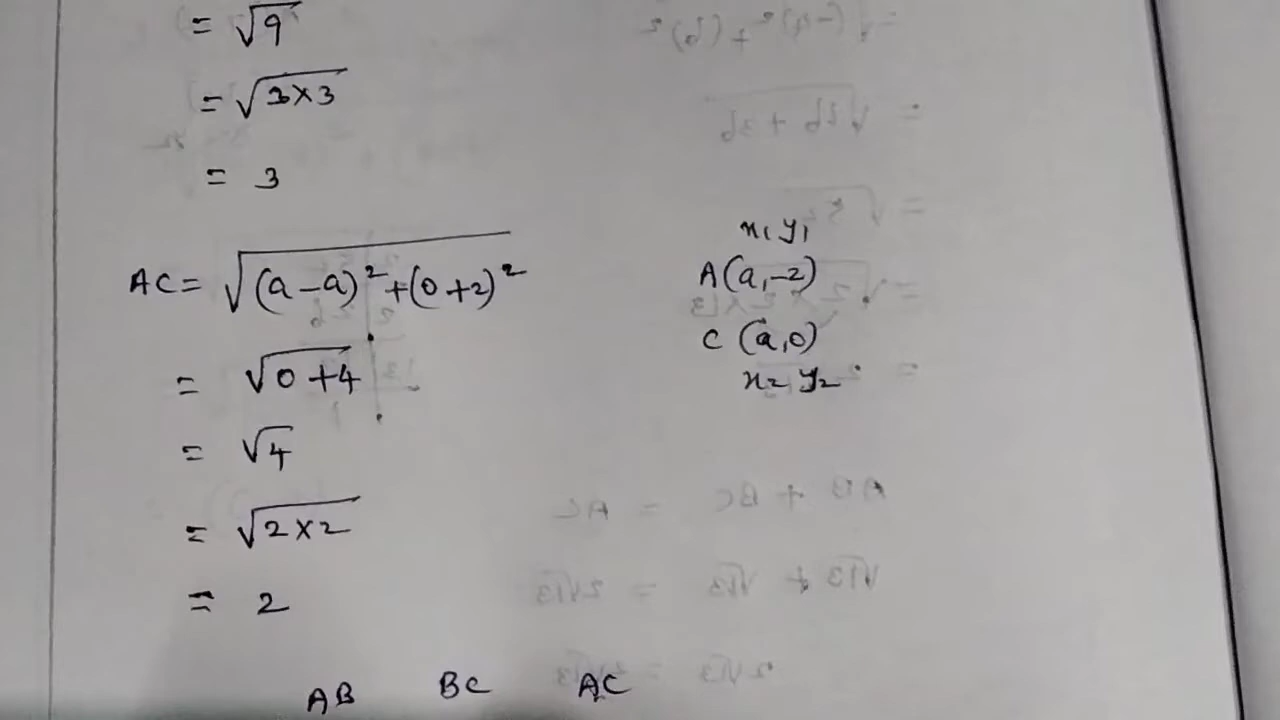 = √9
= √3×3
= 3
x₁ y₁
AC = √(a-a)² + (0+2)²
A(a,-2)
C (a,0)
= √0+4
x₂ y₂
= √4
= √2×2
= 2
AB BC AC